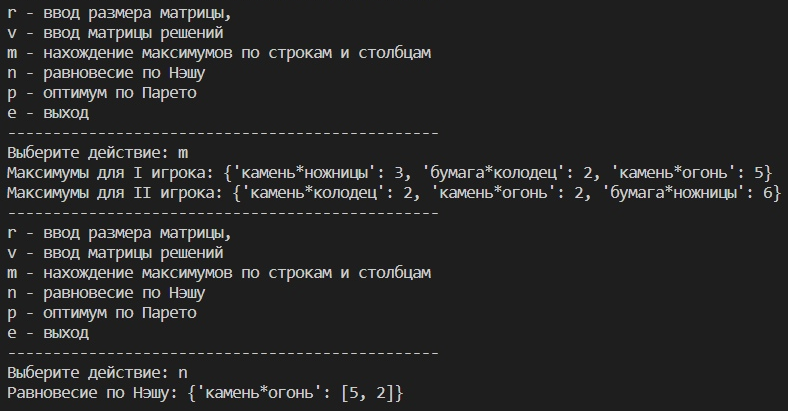 r - ввод размера матрицы,
v - ввод матрицы решений
m - нахождение максимумов по строкам и столбцам
n - равновесие по Нэшу
p - оптимум по Парето
e - выход
------------------------------------------------
Выберите действие: m
Максимумы для I игрока: {'камень*ножницы': 3, 'бумага*колодец': 2, 'камень*огонь': 5}
Максимумы для II игрока: {'камень*колодец': 2, 'камень*огонь': 2, 'бумага*ножницы': 6}
------------------------------------------------
r - ввод размера матрицы,
v - ввод матрицы решений
m - нахождение максимумов по строкам и столбцам
n - равновесие по Нэшу
p - оптимум по Парето
e - выход
------------------------------------------------
Выберите действие: n
Равновесие по Нэшу: {'камень*огонь': [5, 2]}